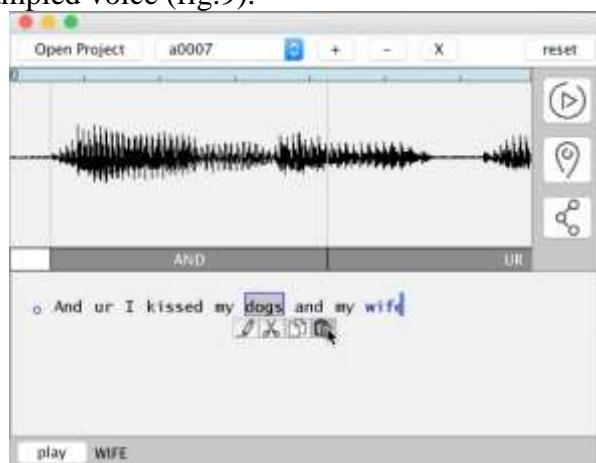 mpled voice (fig.9).
Open Project a0007 + - X reset
0
AND UR
And ur I kissed my dogs and my wife
play WIFE